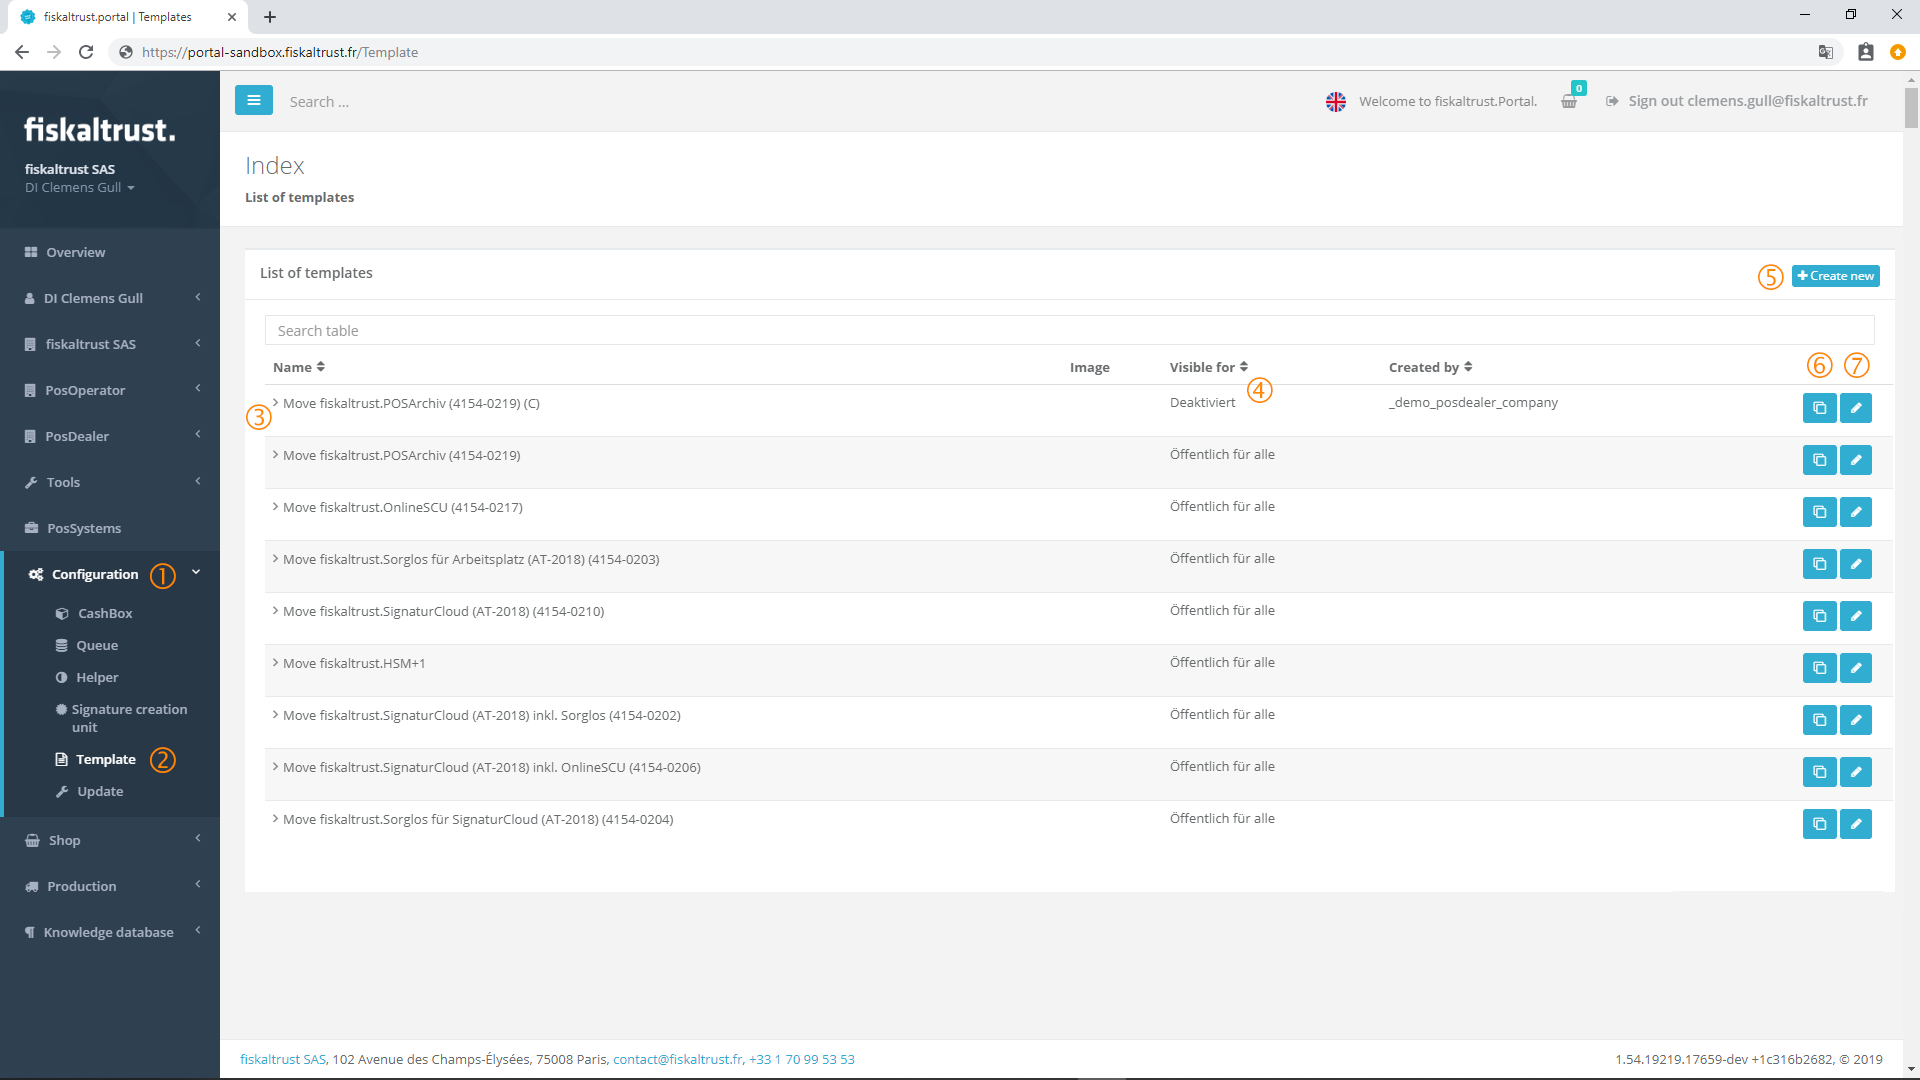 fiskaltrust.portal | Templates
https://portal-sandbox.fiskaltrust.fr/Template
fiskaltrust.
fiskaltrust SAS
DI Clemens Gull
Overview
DI Clemens Gull
fiskaltrust SAS
PosOperator
PosDealer
Tools
PosSystems
Configuration 1
CashBox
Queue
Helper
Signature creation
unit
Template 2
Update
Shop
Production
Knowledge database
Search ...
Welcome to fiskaltrust.Portal. 0 Sign out clemens.gull@fiskaltrust.fr
Index
List of templates
List of templates 5 Create new
Search table
Name Image Visible for Created by 6 7
3 Move fiskaltrust.POSArchiv (4154-0219) (C) Deaktiviert 4 _demo_posdealer_company
Move fiskaltrust.POSArchiv (4154-0219) Öffentlich für alle
Move fiskaltrust.OnlineSCU (4154-0217) Öffentlich für alle
Move fiskaltrust.Sorglos für Arbeitsplatz (AT-2018) (4154-0203) Öffentlich für alle
Move fiskaltrust.SignaturCloud (AT-2018) (4154-0210) Öffentlich für alle
Move fiskaltrust.HSM+1 Öffentlich für alle
Move fiskaltrust.SignaturCloud (AT-2018) inkl. Sorglos (4154-0202) Öffentlich für alle
Move fiskaltrust.SignaturCloud (AT-2018) inkl. OnlineSCU (4154-0206) Öffentlich für alle
Move fiskaltrust.Sorglos für SignaturCloud (AT-2018) (4154-0204) Öffentlich für alle
fiskaltrust SAS, 102 Avenue des Champs-Élysées, 75008 Paris, contact@fiskaltrust.fr, +33 1 70 99 53 53
1.54.19219.17659-dev +1c316b2682, © 2019